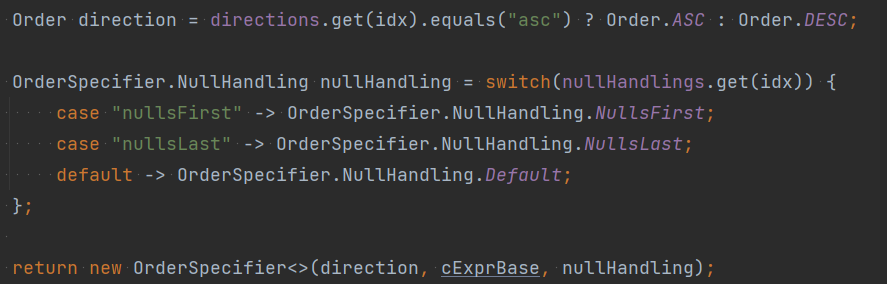 Order direction = directions.get(idx).equals("asc") ? Order.ASC : Order.DESC;
OrderSpecifier.NullHandling nullHandling = switch(nullHandlings.get(idx)) {
    case "nullsFirst" -> OrderSpecifier.NullHandling.NullsFirst;
    case "nullsLast" -> OrderSpecifier.NullHandling.NullsLast;
    default -> OrderSpecifier.NullHandling.Default;
};
return new OrderSpecifier<>(direction, cExprBase, nullHandling);